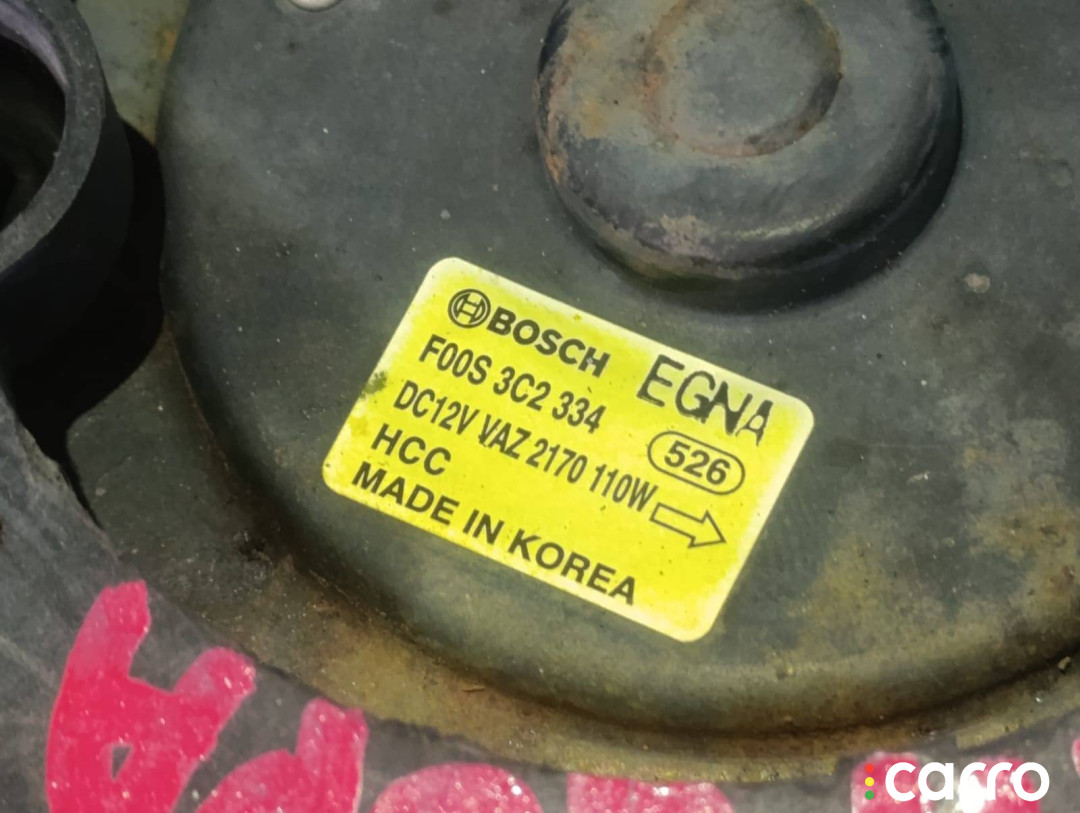 BOSCH EGNA
F00S 3C2 334
526
DC12V VAZ 2170 110W
HCC
MADE IN KOREA
carro